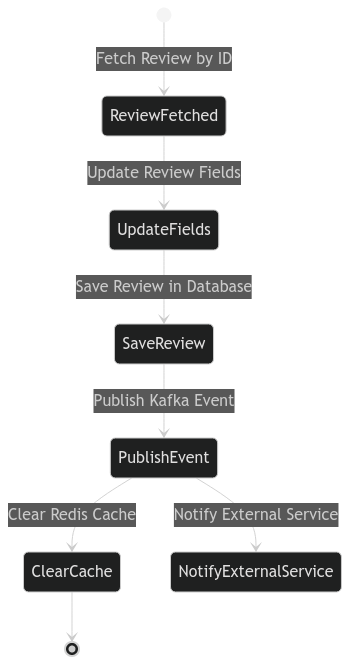 Fetch Review by ID
ReviewFetched
Update Review Fields
UpdateFields
Save Review in Database
SaveReview
Publish Kafka Event
PublishEvent
Clear Redis Cache
Notify External Service
ClearCache
NotifyExternalService